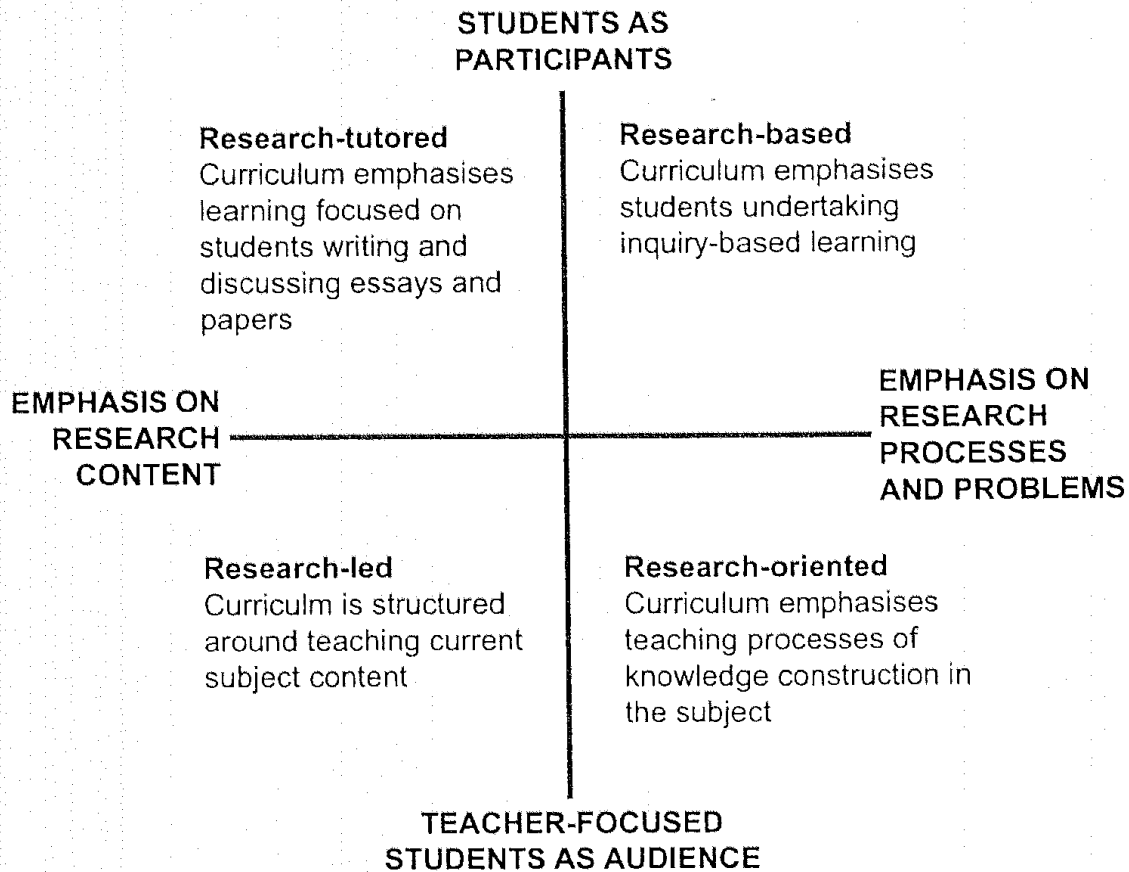 STUDENTS AS
PARTICIPANTS
Research-tutored
Curriculum emphasises
learning focused on
students writing and
discussing essays and
papers
Research-based
Curriculum emphasises
students undertaking
inquiry-based learning
EMPHASIS ON
RESEARCH
CONTENT
EMPHASIS ON
RESEARCH
PROCESSES
AND PROBLEMS
Research-led
Curriculm is structured
around teaching current
subject content
Research-oriented
Curriculum emphasises
teaching processes of
knowledge construction in
the subject
TEACHER-FOCUSED
STUDENTS AS AUDIENCE